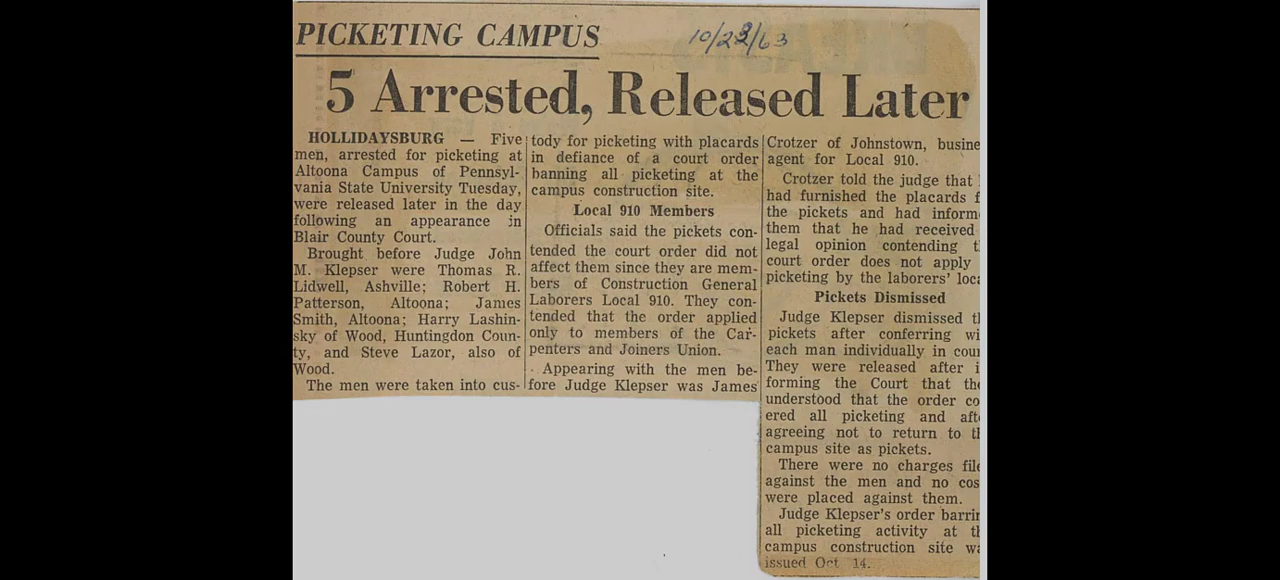 PICKETING CAMPUS
10/23/63
5 Arrested, Released Later
HOLLIDAYSBURG — Five
men, arrested for picketing at
Altoona Campus of Pennsyl-
vania State University Tuesday,
were released later in the day
following an appearance in
Blair County Court.
Brought before Judge John
M. Klepser were Thomas R.
Lidwell, Ashville; Robert H.
Patterson, Altoona; James
Smith, Altoona; Harry Lashin-
sky of Wood, Huntingdon Coun-
ty, and Steve Lazor, also of
Wood.
The men were taken into cus-
tody for picketing with placards
in defiance of a court order
banning all picketing at the
campus construction site.
Local 910 Members
Officials said the pickets con-
tended the court order did not
affect them since they are mem-
bers of Construction General
Laborers Local 910. They con-
tended that the order applied
only to members of the Car-
penters and Joiners Union.
Appearing with the men be-
fore Judge Klepser was James
Crotzer of Johnstown, busine
agent for Local 910.
Crotzer told the judge that
had furnished the placards f
the pickets and had inform
them that he had received
legal opinion contending t
court order does not apply
picketing by the laborers' loca
Pickets Dismissed
Judge Klepser dismissed t
pickets after conferring wi
each man individually in cour
They were released after i
forming the Court that the
understood that the order co
ered all picketing and afte
agreeing not to return to th
campus site as pickets.
There were no charges file
against the men and no cos
were placed against them.
Judge Klepser's order barrin
all picketing activity at th
campus construction site wa
issued Oct 14.